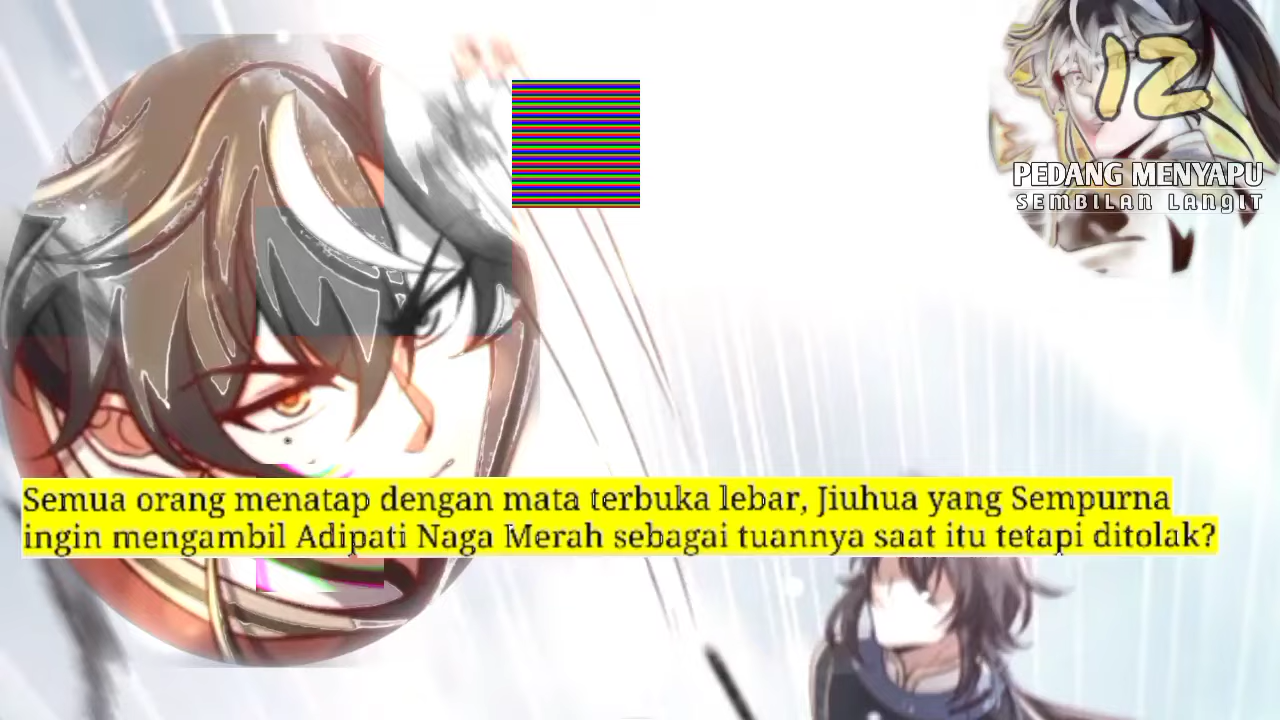 12
PEDANG MENYAPU
SEMBILAN LANGIT
Semua orang menatap dengan mata terbuka lebar, Jiuhua yang Sempurna
ingin mengambil Adipati Naga Merah sebagai tuannya saat itu tetapi ditolak?